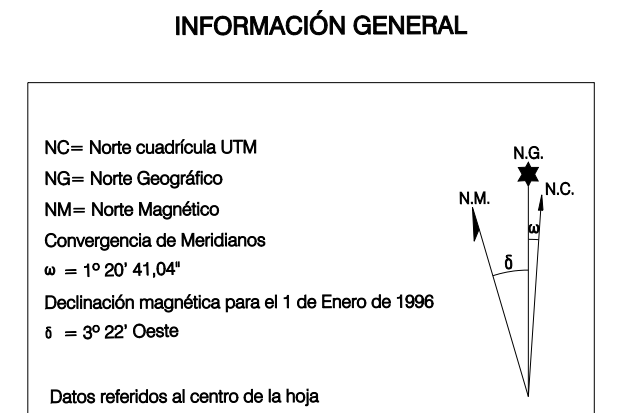 INFORMACIÓN GENERAL
NC= Norte cuadrícula UTM
NG= Norte Geográfico
NM= Norte Magnético
Convergencia de Meridianos
ω = 1º 20' 41,04"
Declinación magnética para el 1 de Enero de 1996
δ = 3º 22' Oeste
Datos referidos al centro de la hoja
N.G.
N.M.
N.C.
ω
δ